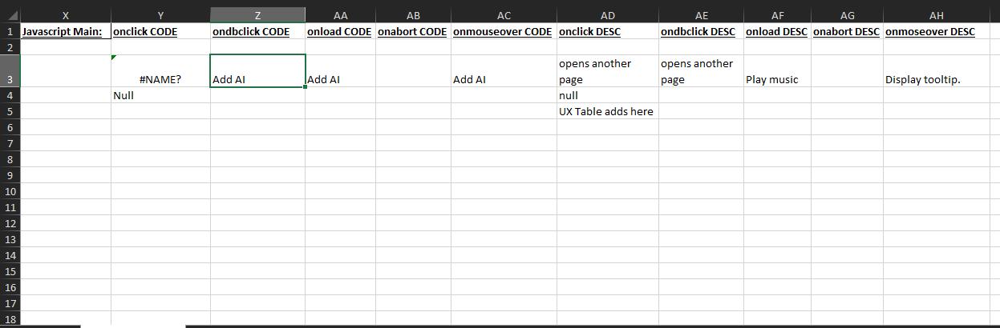 X Y Z AA AB AC AD AE AF AG AH
1 Javascript Main: onclick CODE ondbclick CODE onload CODE onabort CODE onmouseover CODE onclick DESC ondbclick DESC onload DESC onabort DESC onmoseover DESC
2
opens another opens another
3 #NAME? Add AI Add AI Add AI page page Play music Display tooltip.
4 Null null
5 UX Table adds here
6
7
8
9
10
11
12
13
14
15
16
17
18